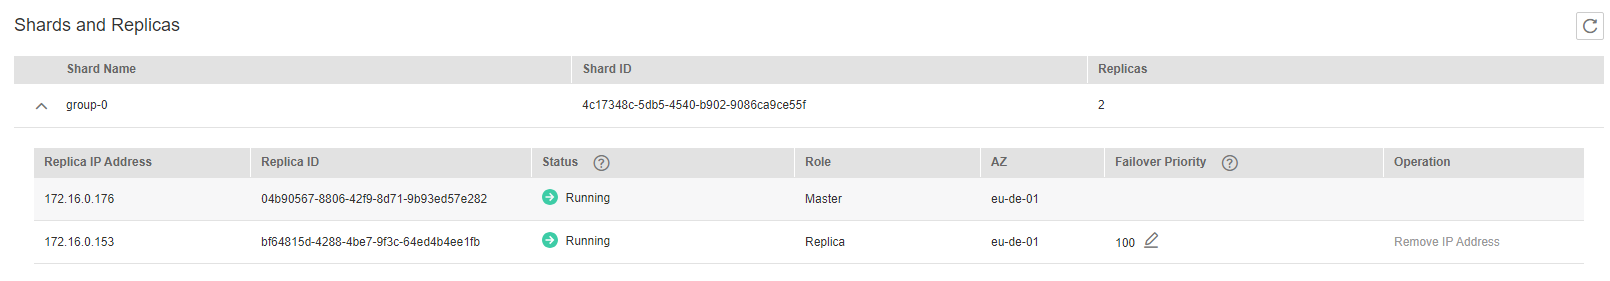 Shards and Replicas
Shard Name Shard ID Replicas
group-0 4c17348c-5db5-4540-b902-9086ca9ce55f 2
Replica IP Address Replica ID Status ? Role AZ Failover Priority ? Operation
172.16.0.176 04b90567-8806-42f9-8d71-9b93ed57e282 Running Master eu-de-01
172.16.0.153 bf64815d-4288-4be7-9f3c-64ed4b4ee1fb Running Replica eu-de-01 100 Remove IP Address